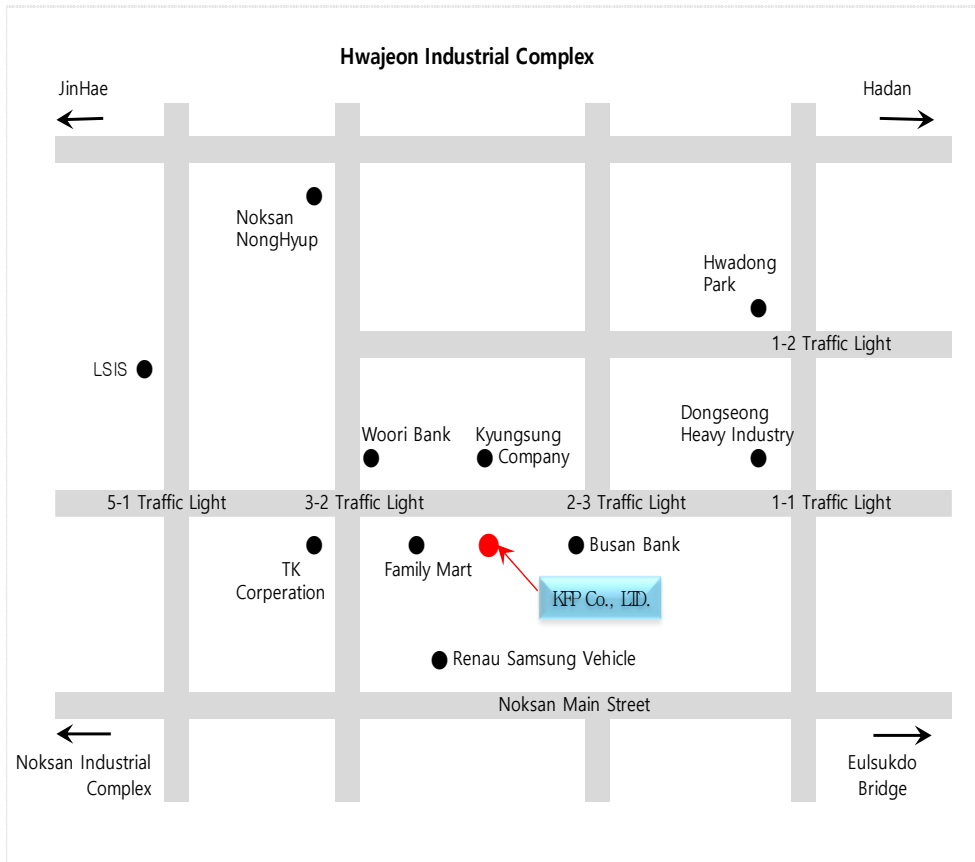 Hwajeon Industrial Complex
JinHae
Hadan
Noksan
NongHyup
Hwadong
Park
1-2 Traffic Light
LSIS
Dongseong
Heavy Industry
Woori Bank
Kyungsung
Company
5-1 Traffic Light
3-2 Traffic Light
2-3 Traffic Light
1-1 Traffic Light
TK
Corperation
Family Mart
Busan Bank
KFP Co., LTD.
Renau Samsung Vehicle
Noksan Main Street
Noksan Industrial
Complex
Eulsukdo
Bridge